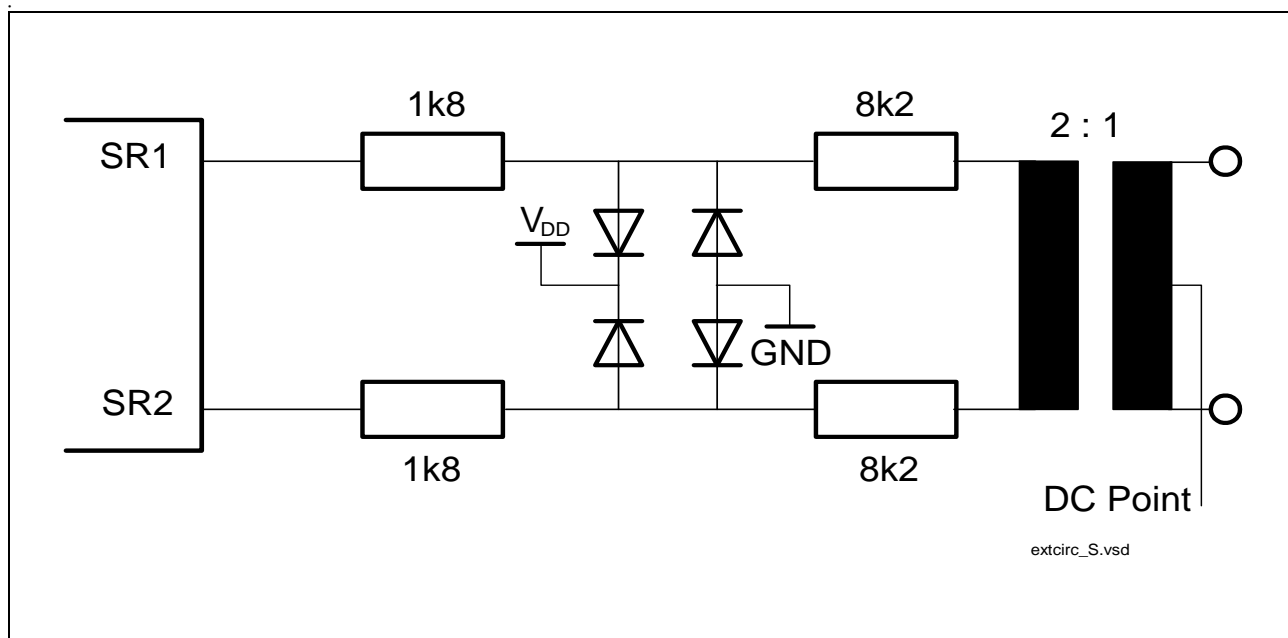 1k8
8k2
2 : 1
SR1
VDD
GND
SR2
1k8
8k2
DC Point
extcirc_S.vsd